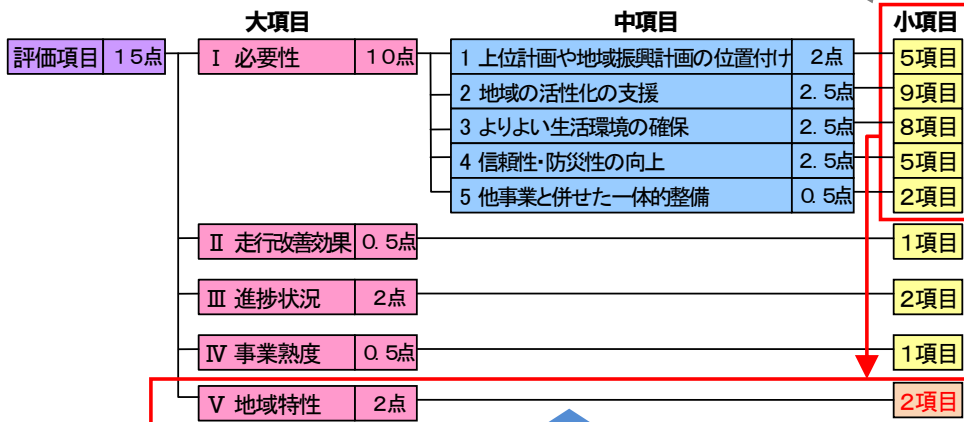 大項目 中項目 小項目
評価項目 15点 Ⅰ 必要性 10点 1 上位計画や地域振興計画の位置付け 2点 5項目
2 地域の活性化の支援 2.5点 9項目
3 よりよい生活環境の確保 2.5点 8項目
4 信頼性・防災性の向上 2.5点 5項目
5 他事業と併せた一体的整備 0.5点 2項目
Ⅱ 走行改善効果 0.5点 1項目
Ⅲ 進捗状況 2点 2項目
Ⅳ 事業熟度 0.5点 1項目
Ⅴ 地域特性 2点 2項目